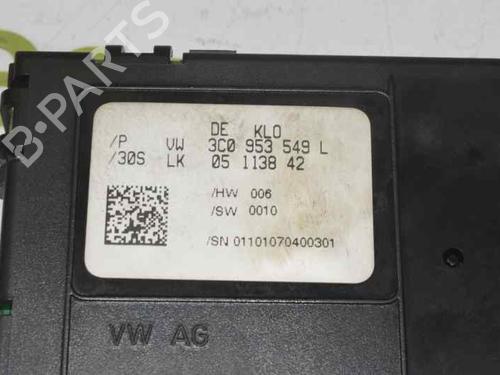 DE KLO
/P VW 3C0 953 549 L
/30S LK 05 1138 42
/HW 006
/SW 0010
/SN 01101070400301
VW AG
B-PARTS